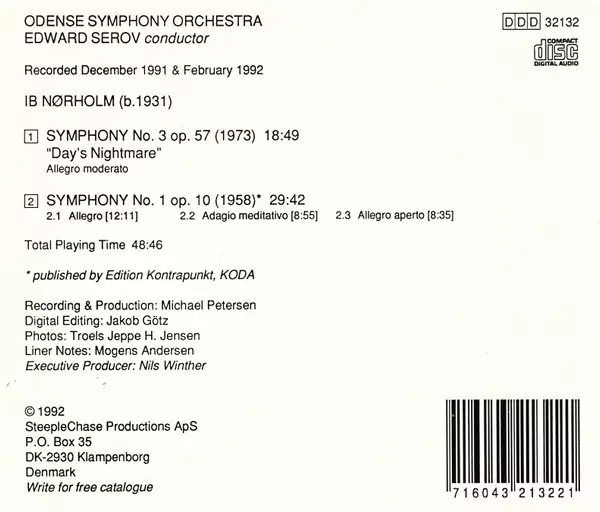 ODENSE SYMPHONY ORCHESTRA
EDWARD SEROV conductor
DDD 32132
COMPACT
disc
DIGITAL AUDIO
Recorded December 1991 & February 1992
IB NØRHOLM (b.1931)
1 SYMPHONY No. 3 op. 57 (1973) 18:49
"Day's Nightmare"
Allegro moderato
2 SYMPHONY No. 1 op. 10 (1958)* 29:42
2.1 Allegro [12:11] 2.2 Adagio meditativo [8:55] 2.3 Allegro aperto [8:35]
Total Playing Time 48:46
* published by Edition Kontrapunkt, KODA
Recording & Production: Michael Petersen
Digital Editing: Jakob Götz
Photos: Troels Jeppe H. Jensen
Liner Notes: Mogens Andersen
Executive Producer: Nils Winther
© 1992
SteepleChase Productions ApS
P.O. Box 35
DK-2930 Klampenborg
Denmark
Write for free catalogue
7 16043 21322 1